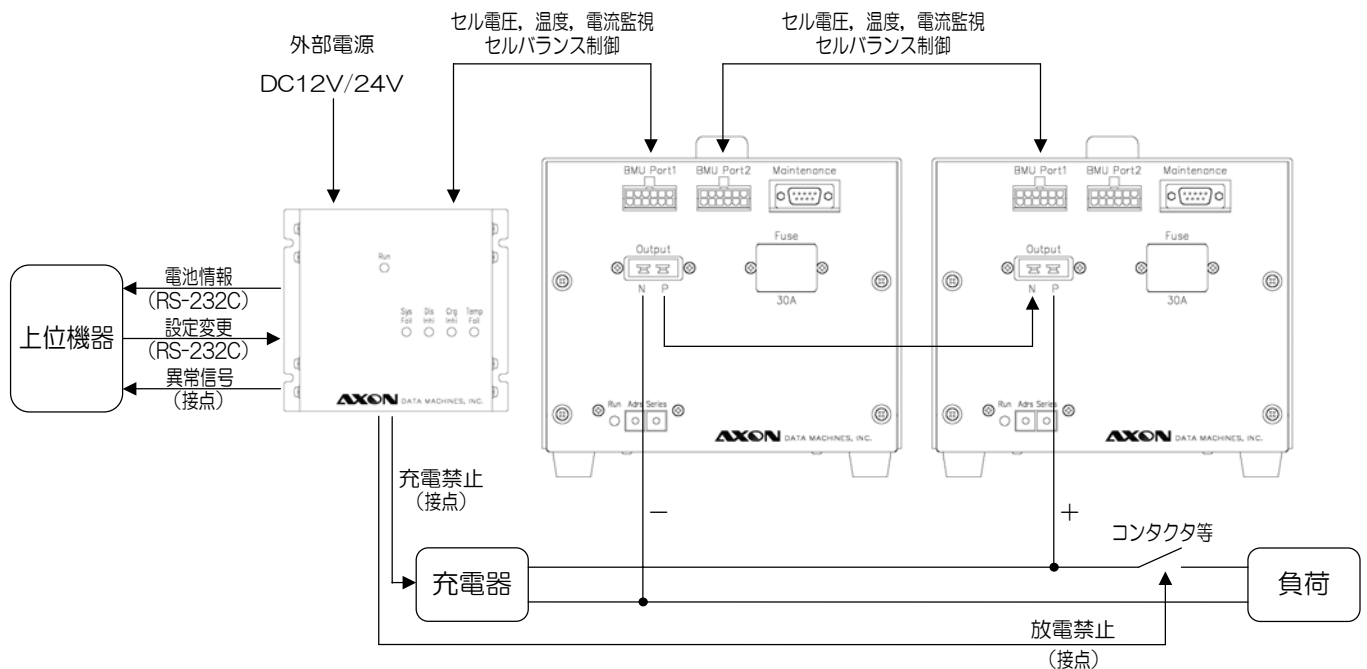 外部電源
DC12V/24V
セル電圧，温度，電流監視
セルバランス制御
セル電圧，温度，電流監視
セルバランス制御
Run
Sys Dis Crg Temp
Fail Inhi Inhi Fail
AXON DATA MACHINES, INC.
BMU Port1 BMU Port2 Maintenance
Output
Fuse
N P
30A
Run Adrs Series
AXON DATA MACHINES, INC.
BMU Port1 BMU Port2 Maintenance
Output
Fuse
N P
30A
Run Adrs Series
AXON DATA MACHINES, INC.
上位機器
電池情報
(RS-232C)
設定変更
(RS-232C)
異常信号
(接点)
充電禁止
(接点)
－
＋
コンタクタ等
充電器
負荷
放電禁止
(接点)